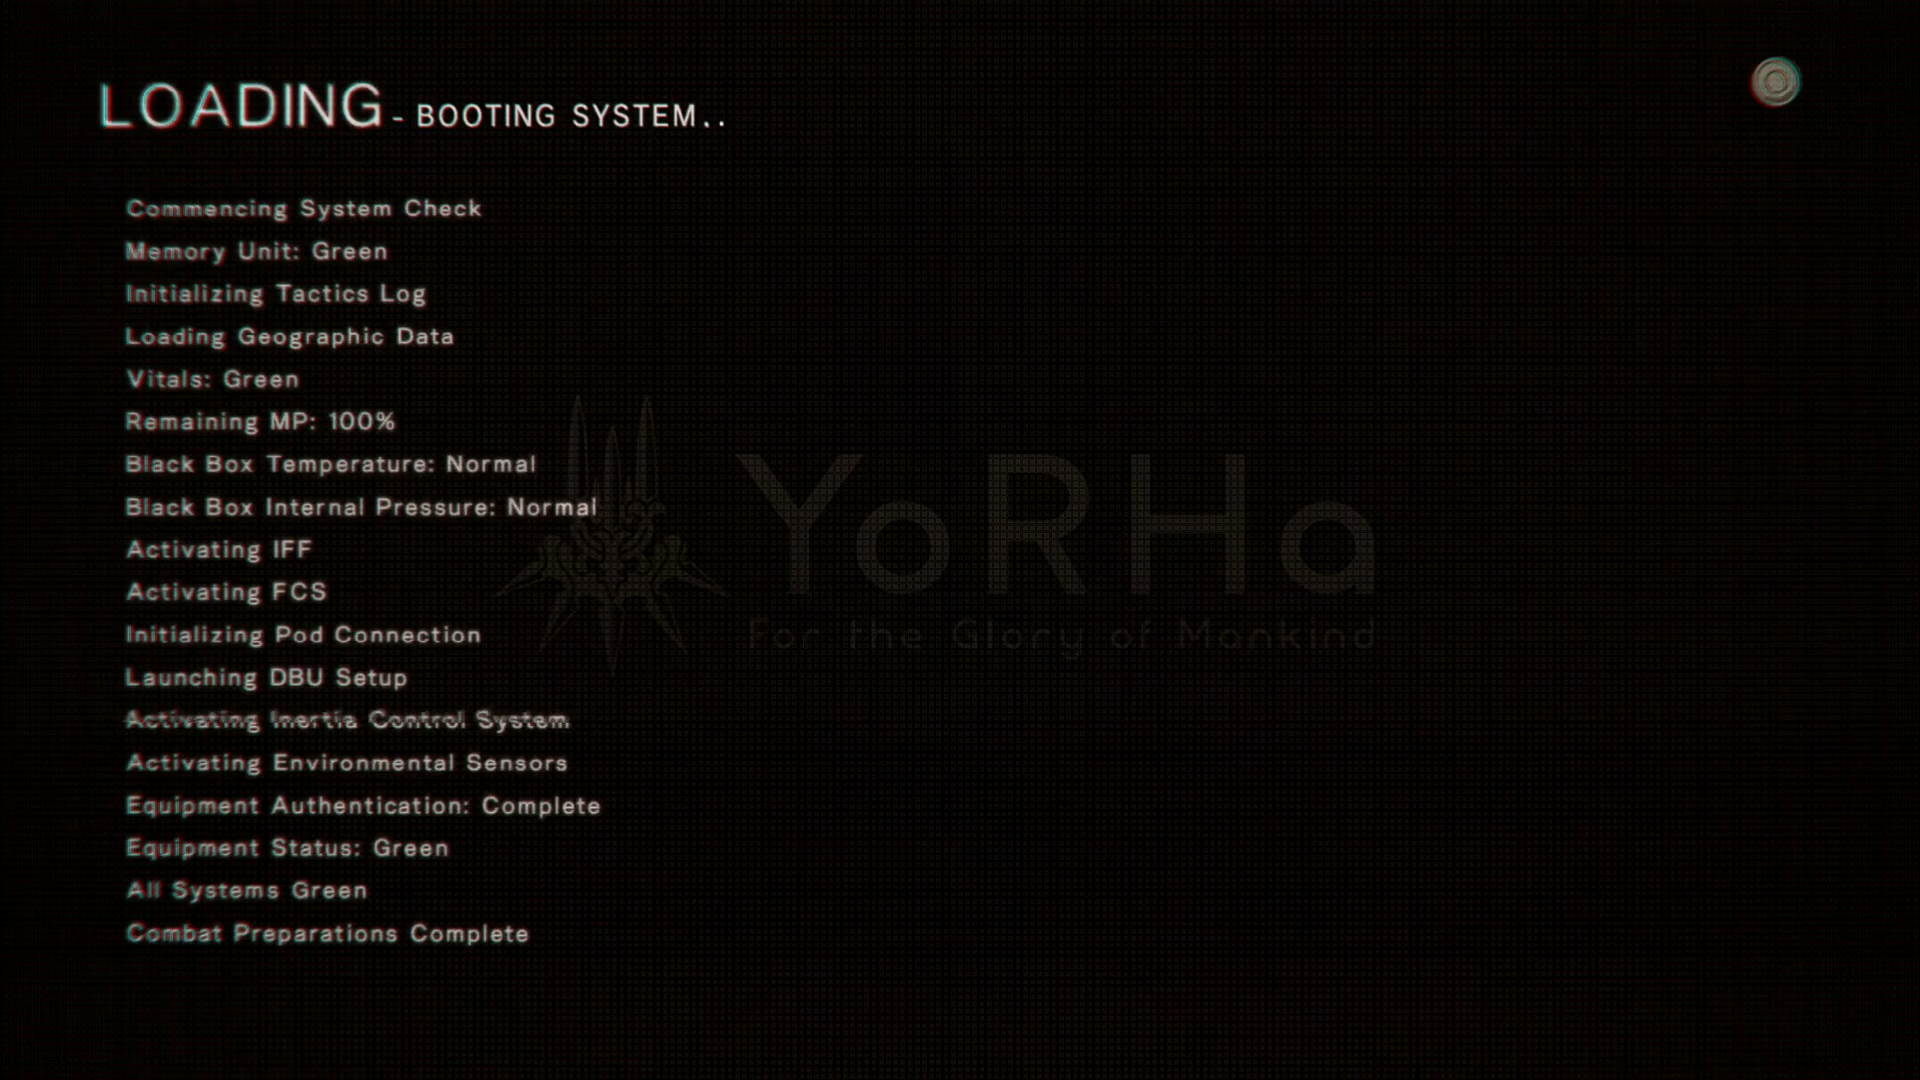 LOADING - BOOTING SYSTEM..
Commencing System Check
Memory Unit: Green
Initializing Tactics Log
Loading Geographic Data
Vitals: Green
Remaining MP: 100%
Black Box Temperature: Normal
Black Box Internal Pressure: Normal
Activating IFF
Activating FCS
Initializing Pod Connection
Launching DBU Setup
Activating Inertia Control System
Activating Environmental Sensors
Equipment Authentication: Complete
Equipment Status: Green
All Systems Green
Combat Preparations Complete
YoRHa
For the Glory of Mankind